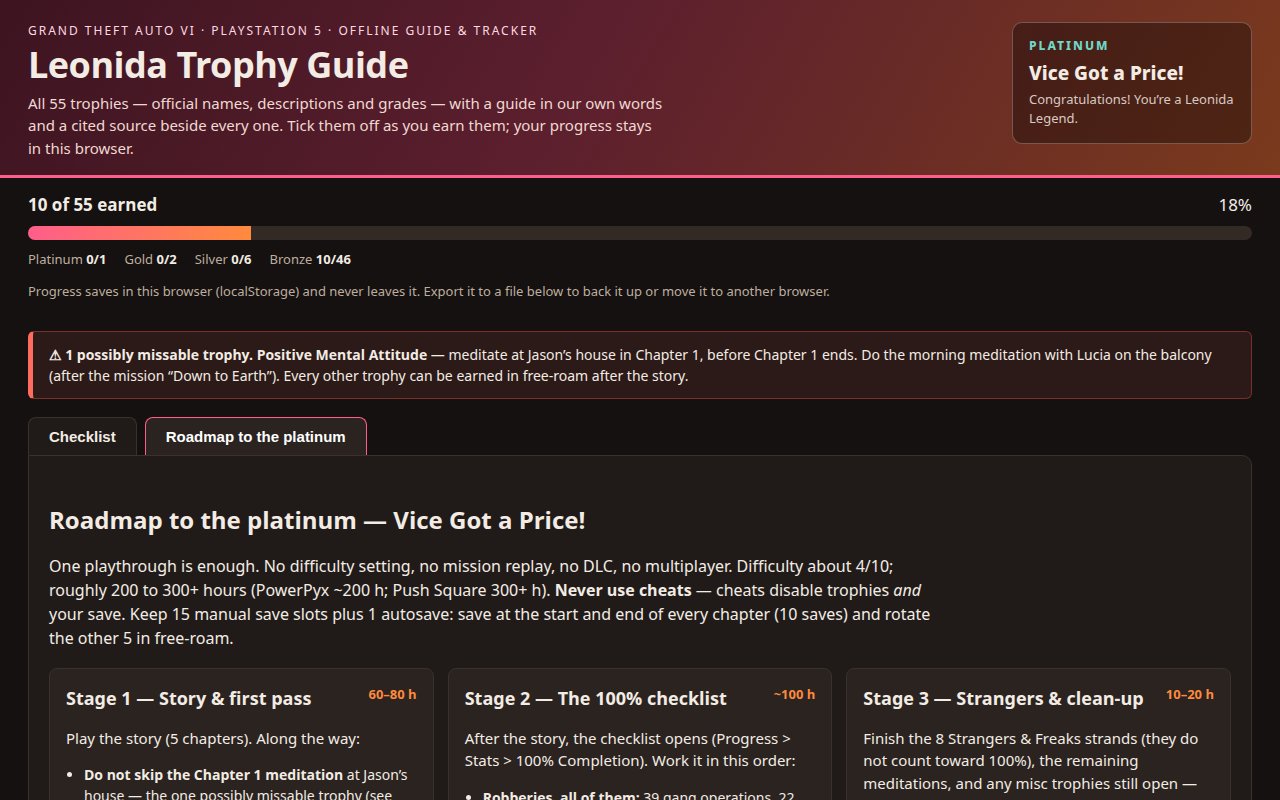 GRAND THEFT AUTO VI · PLAYSTATION 5 · OFFLINE GUIDE & TRACKER
Leonida Trophy Guide
All 55 trophies — official names, descriptions and grades — with a guide in our own words
and a cited source beside every one. Tick them off as you earn them; your progress stays
in this browser.
PLATINUM
Vice Got a Price!
Congratulations! You’re a Leonida
Legend.
10 of 55 earned
18%
Platinum 0/1 Gold 0/2 Silver 0/6 Bronze 10/46
Progress saves in this browser (localStorage) and never leaves it. Export it to a file below to back it up or move it to another browser.
⚠ 1 possibly missable trophy. Positive Mental Attitude — meditate at Jason’s house in Chapter 1, before Chapter 1 ends. Do the morning meditation with Lucia on the balcony
(after the mission “Down to Earth”). Every other trophy can be earned in free-roam after the story.
Checklist
Roadmap to the platinum
Roadmap to the platinum — Vice Got a Price!
One playthrough is enough. No difficulty setting, no mission replay, no DLC, no multiplayer. Difficulty about 4/10;
roughly 200 to 300+ hours (PowerPyx ~200 h; Push Square 300+ h). Never use cheats — cheats disable trophies and
your save. Keep 15 manual save slots plus 1 autosave: save at the start and end of every chapter (10 saves) and rotate
the other 5 in free-roam.
Stage 1 — Story & first pass
60–80 h
Play the story (5 chapters). Along the way:
• Do not skip the Chapter 1 meditation at Jason’s
house — the one possibly missable trophy (see
Stage 2 — The 100% checklist
~100 h
After the story, the checklist opens (Progress >
Stats > 100% Completion). Work it in this order:
• Robberies, all of them: 39 gang operations, 22
Stage 3 — Strangers & clean-up
10–20 h
Finish the 8 Strangers & Freaks strands (they do
not count toward 100%), the remaining
meditations, and any misc trophies still open —